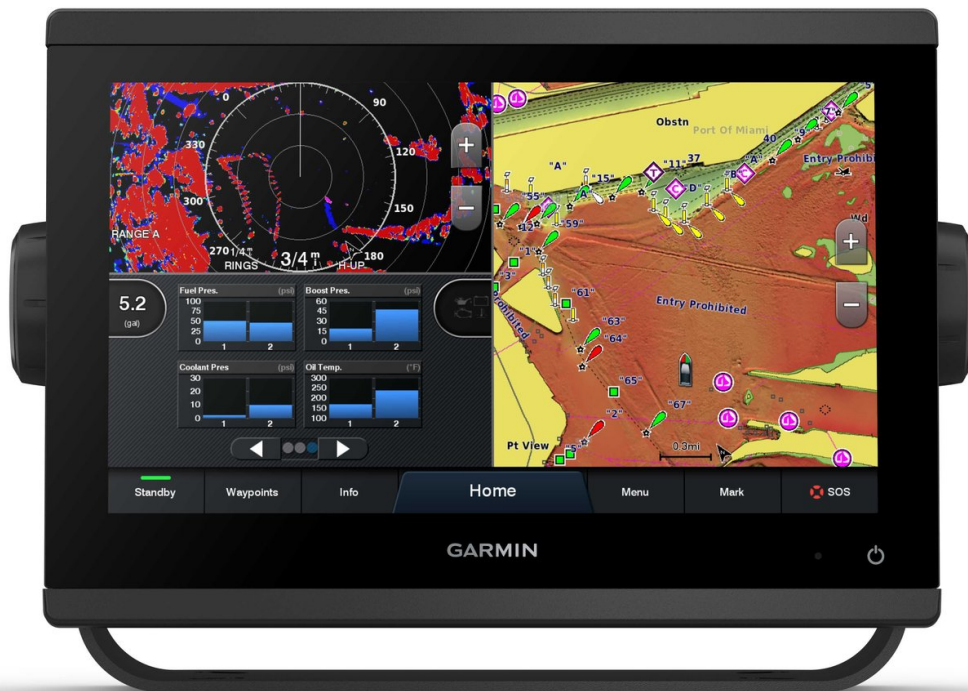 0
90
330
120
300
150
RANGE A
270
1/4 m
RINGS
3/4 m
H-UP
180
5.2
(gal)
Fuel Pres. (psi)
100
75
50
25
0
1 2
Boost Pres. (psi)
60
45
30
15
0
1 2
Coolant Pres (psi)
30
20
10
0
1 2
Oil Temp. (°F)
300
250
200
150
100
1 2
Obstn
Port Of Miami
40
"9"
"A"
"11"
37
"A"
Entry Prohibi
T
C
"D"
"B"
C
"15"
A
"55"
"12"
"59"
Wd
"1"
"3"
"61"
Entry Prohibited
rohibited
"63"
"64"
"65"
"2"
"67"
Pt View
0.3mi
"5"
Standby
Waypoints
Info
Home
Menu
Mark
SOS
GARMIN